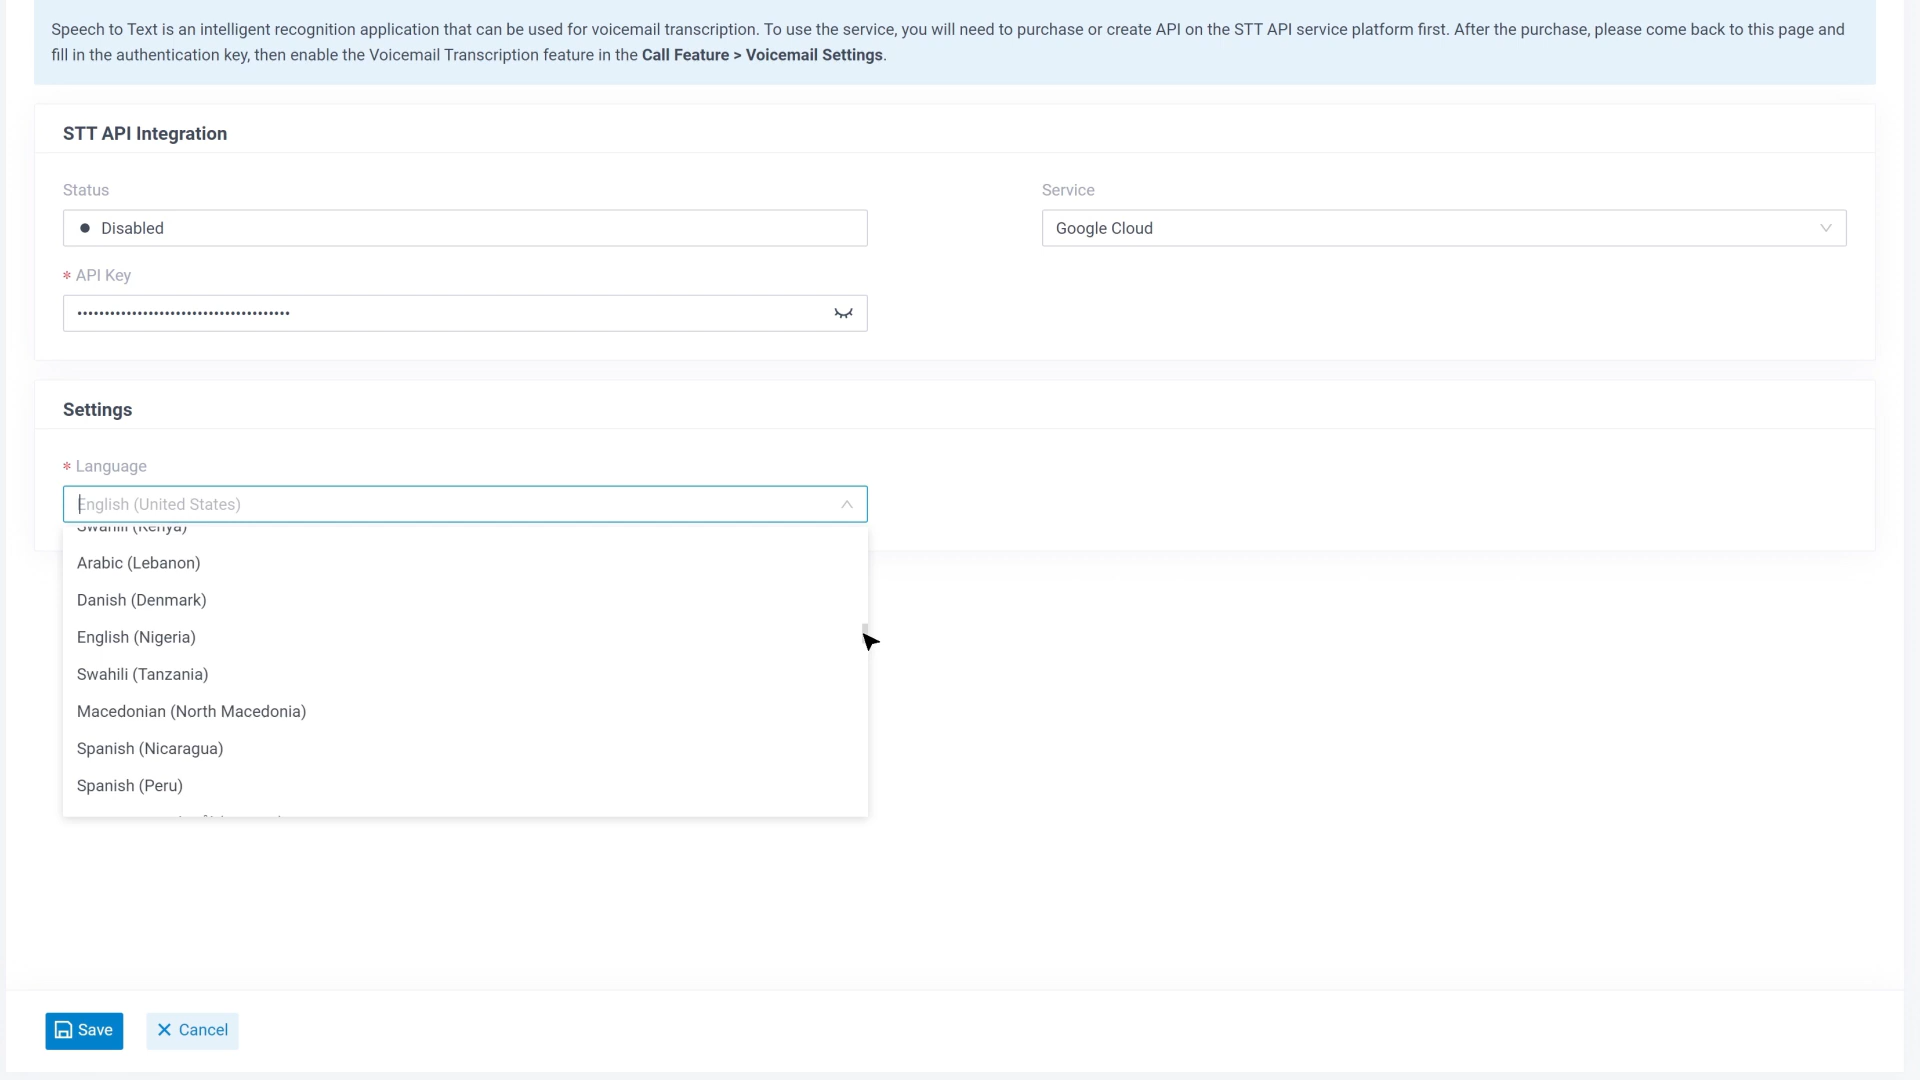 Speech to Text is an intelligent recognition application that can be used for voicemail transcription. To use the service, you will need to purchase or create API on the STT API service platform first. After the purchase, please come back to this page and
fill in the authentication key, then enable the Voicemail Transcription feature in the Call Feature > Voicemail Settings.
STT API Integration
Status
Service
Disabled
Google Cloud
* API Key
••••••••••••••••••••••••••••••••••••••
Settings
* Language
English (United States)
Swahili (Kenya)
Arabic (Lebanon)
Danish (Denmark)
English (Nigeria)
Swahili (Tanzania)
Macedonian (North Macedonia)
Spanish (Nicaragua)
Spanish (Peru)
Save
Cancel